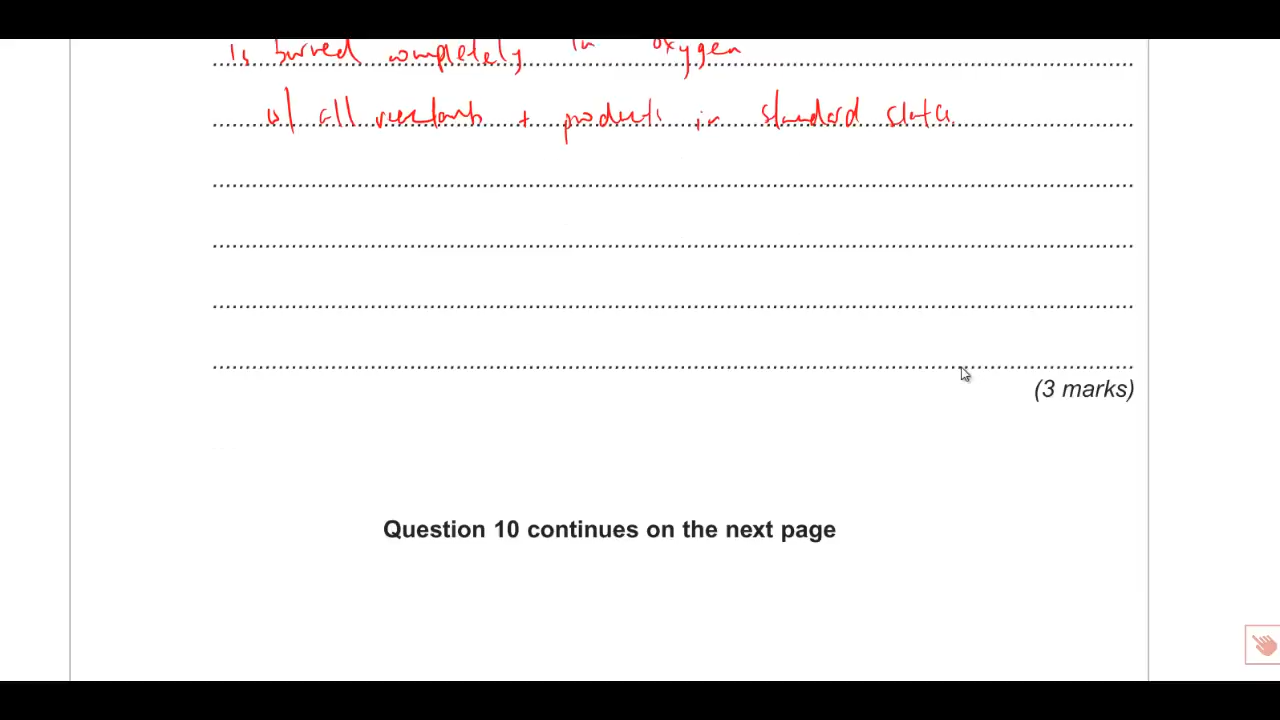 is burned completely in oxygen
w/ all reactants + products in standard states
(3 marks)
Question 10 continues on the next page